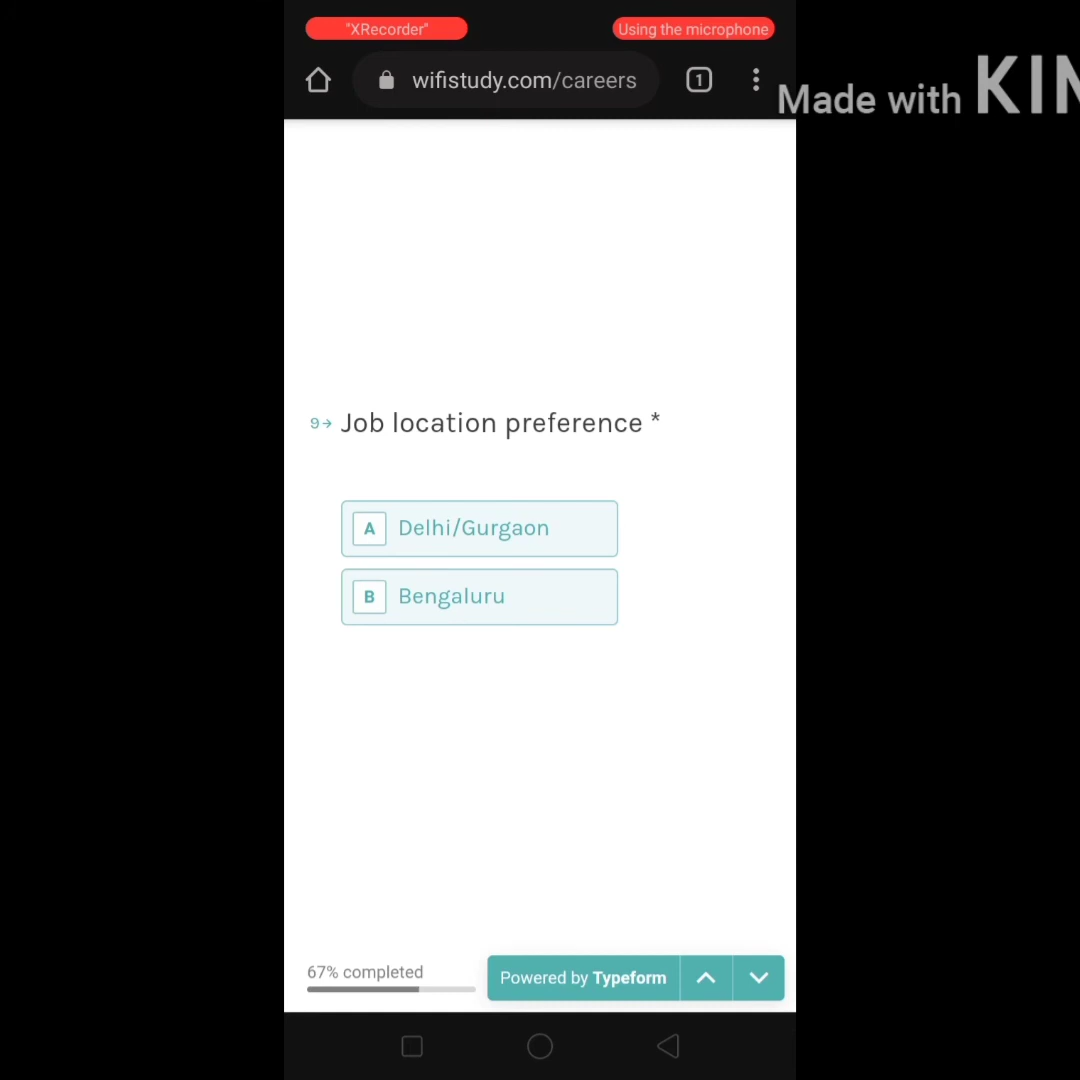 "XRecorder" Using the microphone
wifistudy.com/careers 1
Made with KIN
9 Job location preference *
A Delhi/Gurgaon
B Bengaluru
67% completed
Powered by Typeform